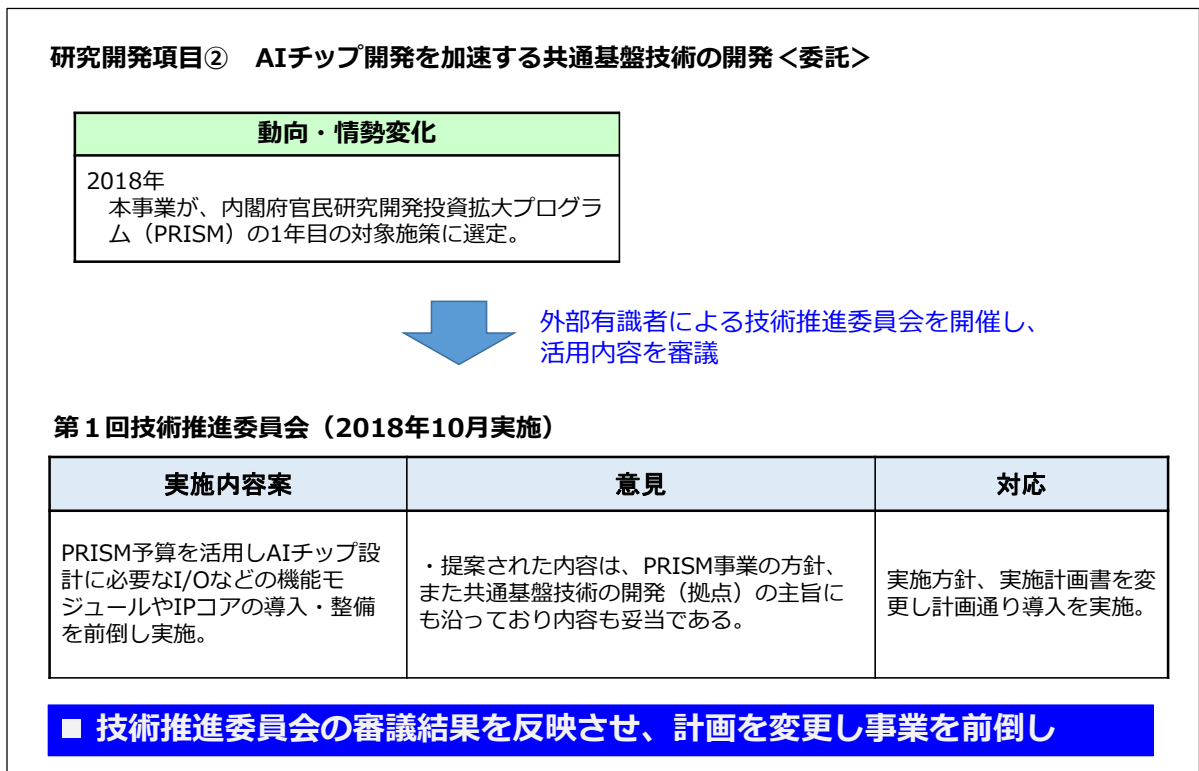 研究開発項目② AIチップ開発を加速する共通基盤技術の開発<委託>
動向・情勢変化
2018年
本事業が、内閣府官民研究開発投資拡大プログラ
ム（PRISM）の1年目の対象施策に選定。
外部有識者による技術推進委員会を開催し、
活用内容を審議
第１回技術推進委員会（2018年10月実施）
実施内容案
意見
対応
PRISM予算を活用しAIチップ設
計に必要なI/Oなどの機能モ
ジュールやIPコアの導入・整備
を前倒し実施。
・提案された内容は、PRISM事業の方針、
また共通基盤技術の開発（拠点）の主旨に
も沿っており内容も妥当である。
実施方針、実施計画書を変
更し計画通り導入を実施。
■ 技術推進委員会の審議結果を反映させ、計画を変更し事業を前倒し